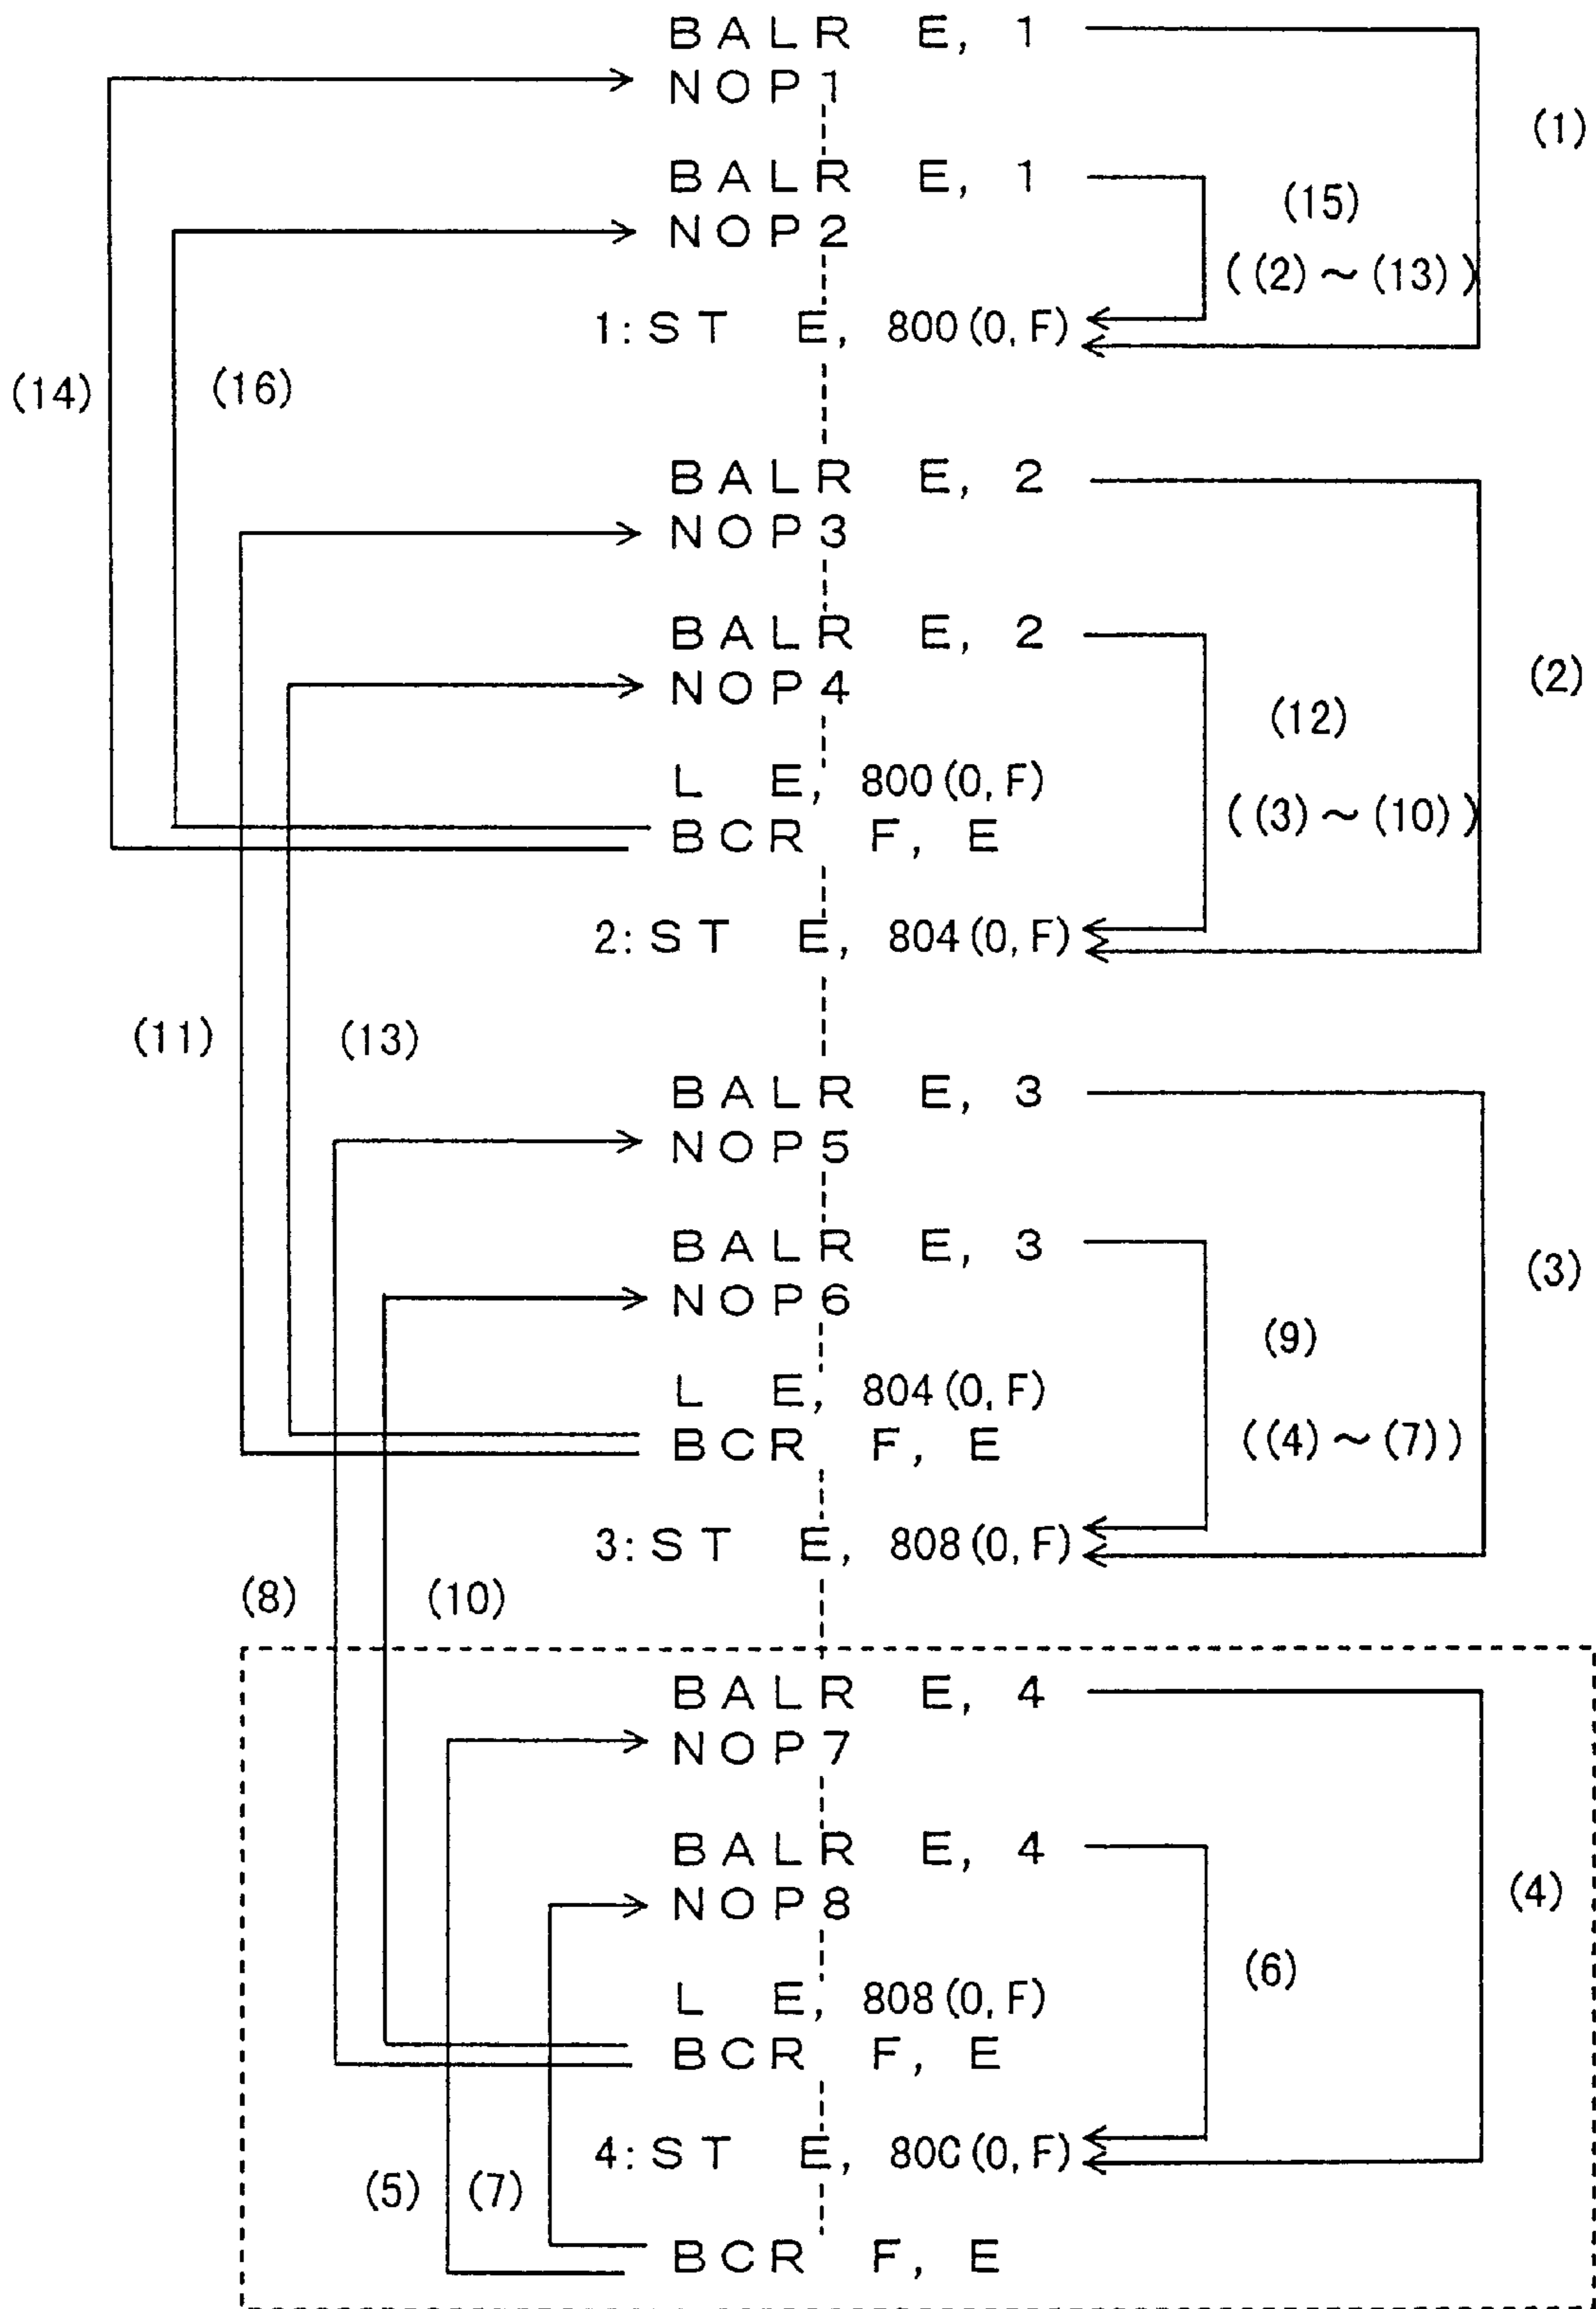 BALR E, 1
NOP1
(1)
BALR E, 1
(15)
NOP2
((2)~(13))
1:ST E, 800(0, F)
(14)
(16)
BALR E, 2
NOP3
BALR E, 2
(2)
NOP4
(12)
L E, 800(0, F)
((3)~(10))
BCR F, E
2:ST E, 804(0, F)
(11)
(13)
BALR E, 3
NOP5
BALR E, 3
(3)
NOP6
(9)
L E, 804(0, F)
((4)~(7))
BCR F, E
3:ST E, 808(0, F)
(8)
(10)
BALR E, 4
NOP7
BALR E, 4
(4)
NOP8
(6)
L E, 808(0, F)
BCR F, E
4:ST E, 80C(0, F)
(5)
(7)
BCR F, E